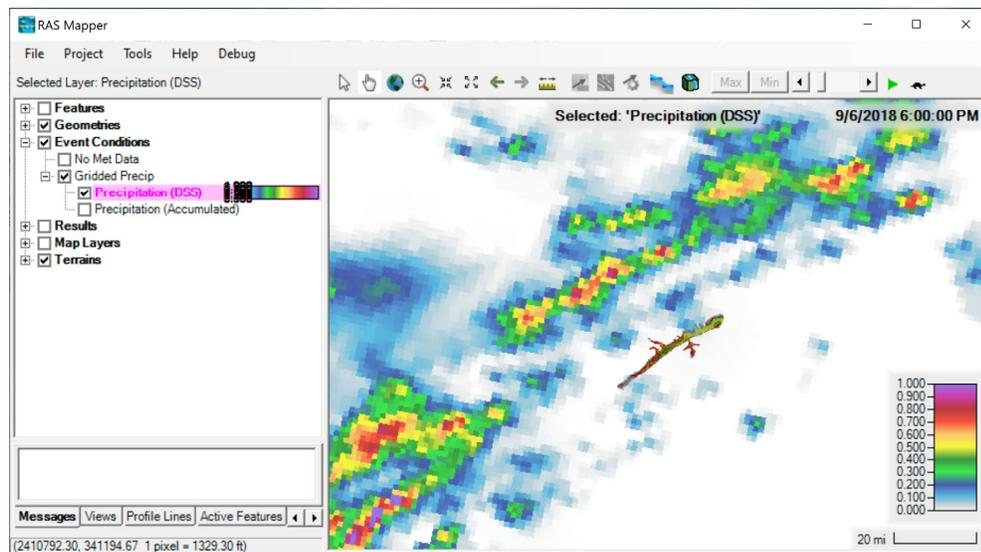 RAS Mapper
File Project Tools Help Debug
Selected Layer: Precipitation (DSS)
Max Min
Features
Geometries
Event Conditions
No Met Data
Gridded Precip
Precipitation (DSS)
Precipitation (Accumulated)
Results
Map Layers
Terrains
Selected: 'Precipitation (DSS)' 9/6/2018 6:00:00 PM
1.000
0.900
0.800
0.700
0.600
0.500
0.400
0.300
0.200
0.100
0.000
20 mi
Messages Views Profile Lines Active Features
(2410792.30, 341194.67 1 pixel = 1329.30 ft)